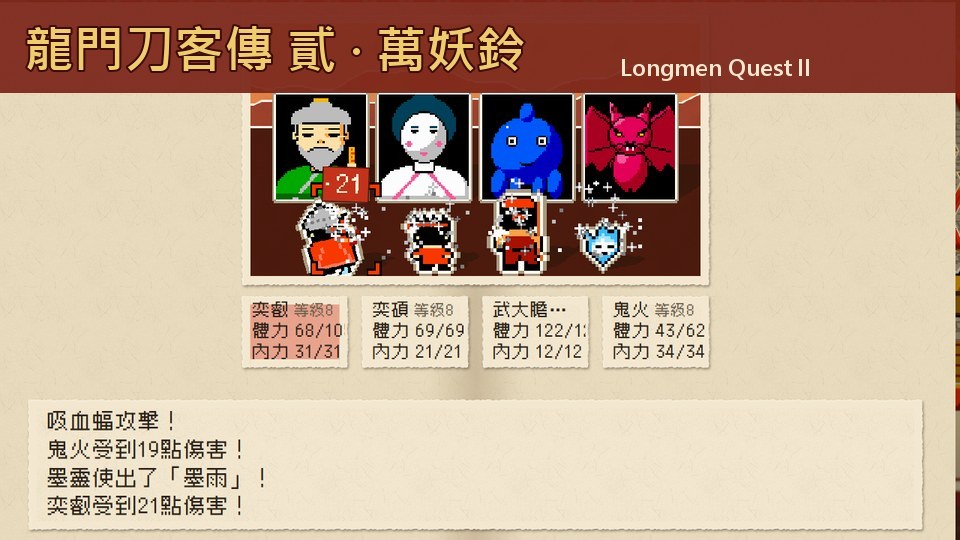 龍門刀客傳 貳·萬妖鈴
Longmen Quest II
-21
奕叡 等級8
體力 68/10
內力 31/31
奕碩 等級8
體力 69/69
內力 21/21
武大膽…
體力 122/1
內力 12/12
鬼火 等級8
體力 43/62
內力 34/34
吸血蝠攻擊！
鬼火受到19點傷害！
墨靈使出了「墨雨」！
奕叡受到21點傷害！